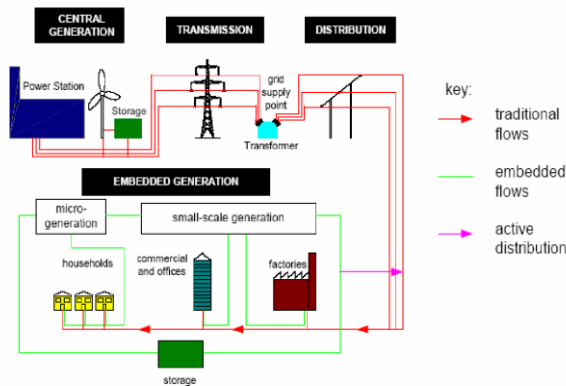 CENTRAL
GENERATION
TRANSMISSION
DISTRIBUTION
Power Station
Storage
grid
supply
point
Transformer
key:
traditional
flows
embedded
flows
active
distribution
EMBEDDED GENERATION
micro-
generation
small-scale generation
households
commercial
and offices
factories
storage